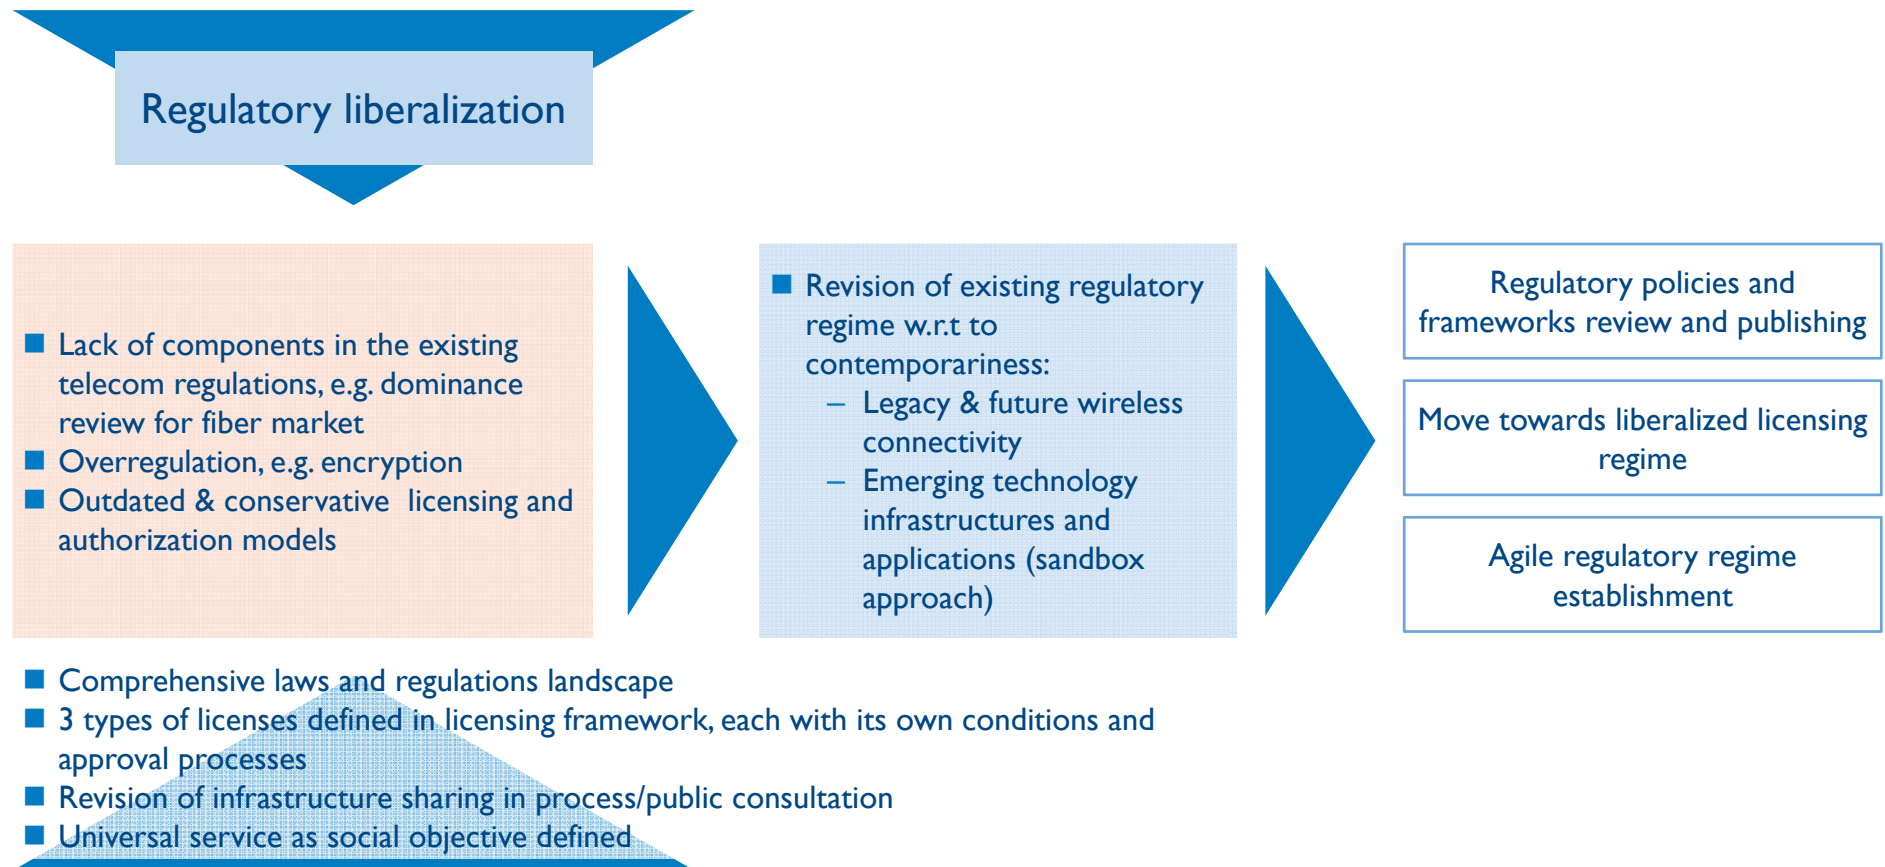 Regulatory liberalization
■ Lack of components in the existing
telecom regulations, e.g. dominance
review for fiber market
■ Overregulation, e.g. encryption
■ Outdated & conservative licensing and
authorization models
■ Revision of existing regulatory
regime w.r.t to
contemporariness:
– Legacy & future wireless
connectivity
– Emerging technology
infrastructures and
applications (sandbox
approach)
Regulatory policies and
frameworks review and publishing
Move towards liberalized licensing
regime
Agile regulatory regime
establishment
■ Comprehensive laws and regulations landscape
■ 3 types of licenses defined in licensing framework, each with its own conditions and
approval processes
■ Revision of infrastructure sharing in process/public consultation
■ Universal service as social objective defined